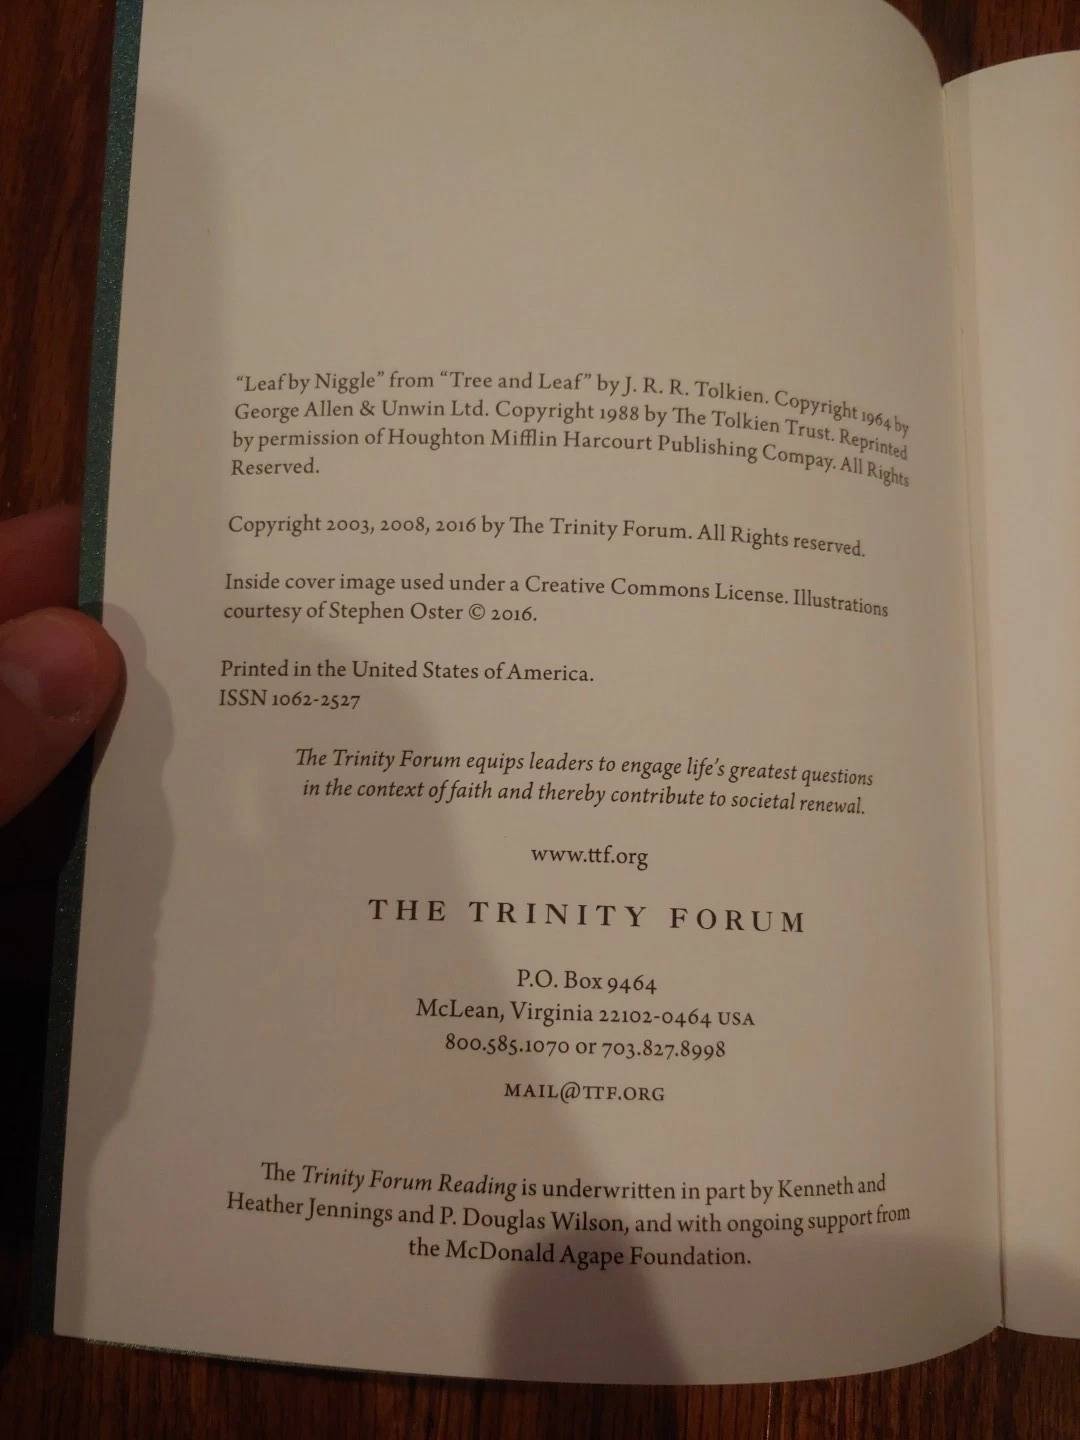 “Leaf by Niggle” from “Tree and Leaf” by J. R. R. Tolkien. Copyright 1964 by
George Allen & Unwin Ltd. Copyright 1988 by The Tolkien Trust. Reprinted
by permission of Houghton Mifflin Harcourt Publishing Compay. All Rights
Reserved.
Copyright 2003, 2008, 2016 by The Trinity Forum. All Rights reserved.
Inside cover image used under a Creative Commons License. Illustrations
courtesy of Stephen Oster © 2016.
Printed in the United States of America.
ISSN 1062-2527
The Trinity Forum equips leaders to engage life’s greatest questions
in the context of faith and thereby contribute to societal renewal.
www.ttf.org
THE TRINITY FORUM
P.O. Box 9464
McLean, Virginia 22102-0464 USA
800.585.1070 or 703.827.8998
MAIL@TTF.ORG
The Trinity Forum Reading is underwritten in part by Kenneth and
Heather Jennings and P. Douglas Wilson, and with ongoing support from
the McDonald Agape Foundation.